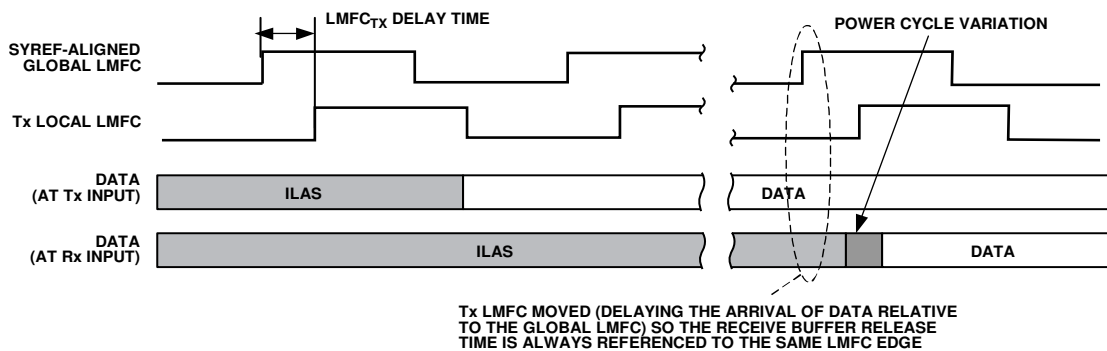 LMFCTX DELAY TIME
POWER CYCLE VARIATION
SYREF-ALIGNED
GLOBAL LMFC
Tx LOCAL LMFC
DATA
(AT Tx INPUT)
ILAS
DATA
DATA
(AT Rx INPUT)
ILAS
DATA
Tx LMFC MOVED (DELAYING THE ARRIVAL OF DATA RELATIVE
TO THE GLOBAL LMFC) SO THE RECEIVE BUFFER RELEASE
TIME IS ALWAYS REFERENCED TO THE SAME LMFC EDGE